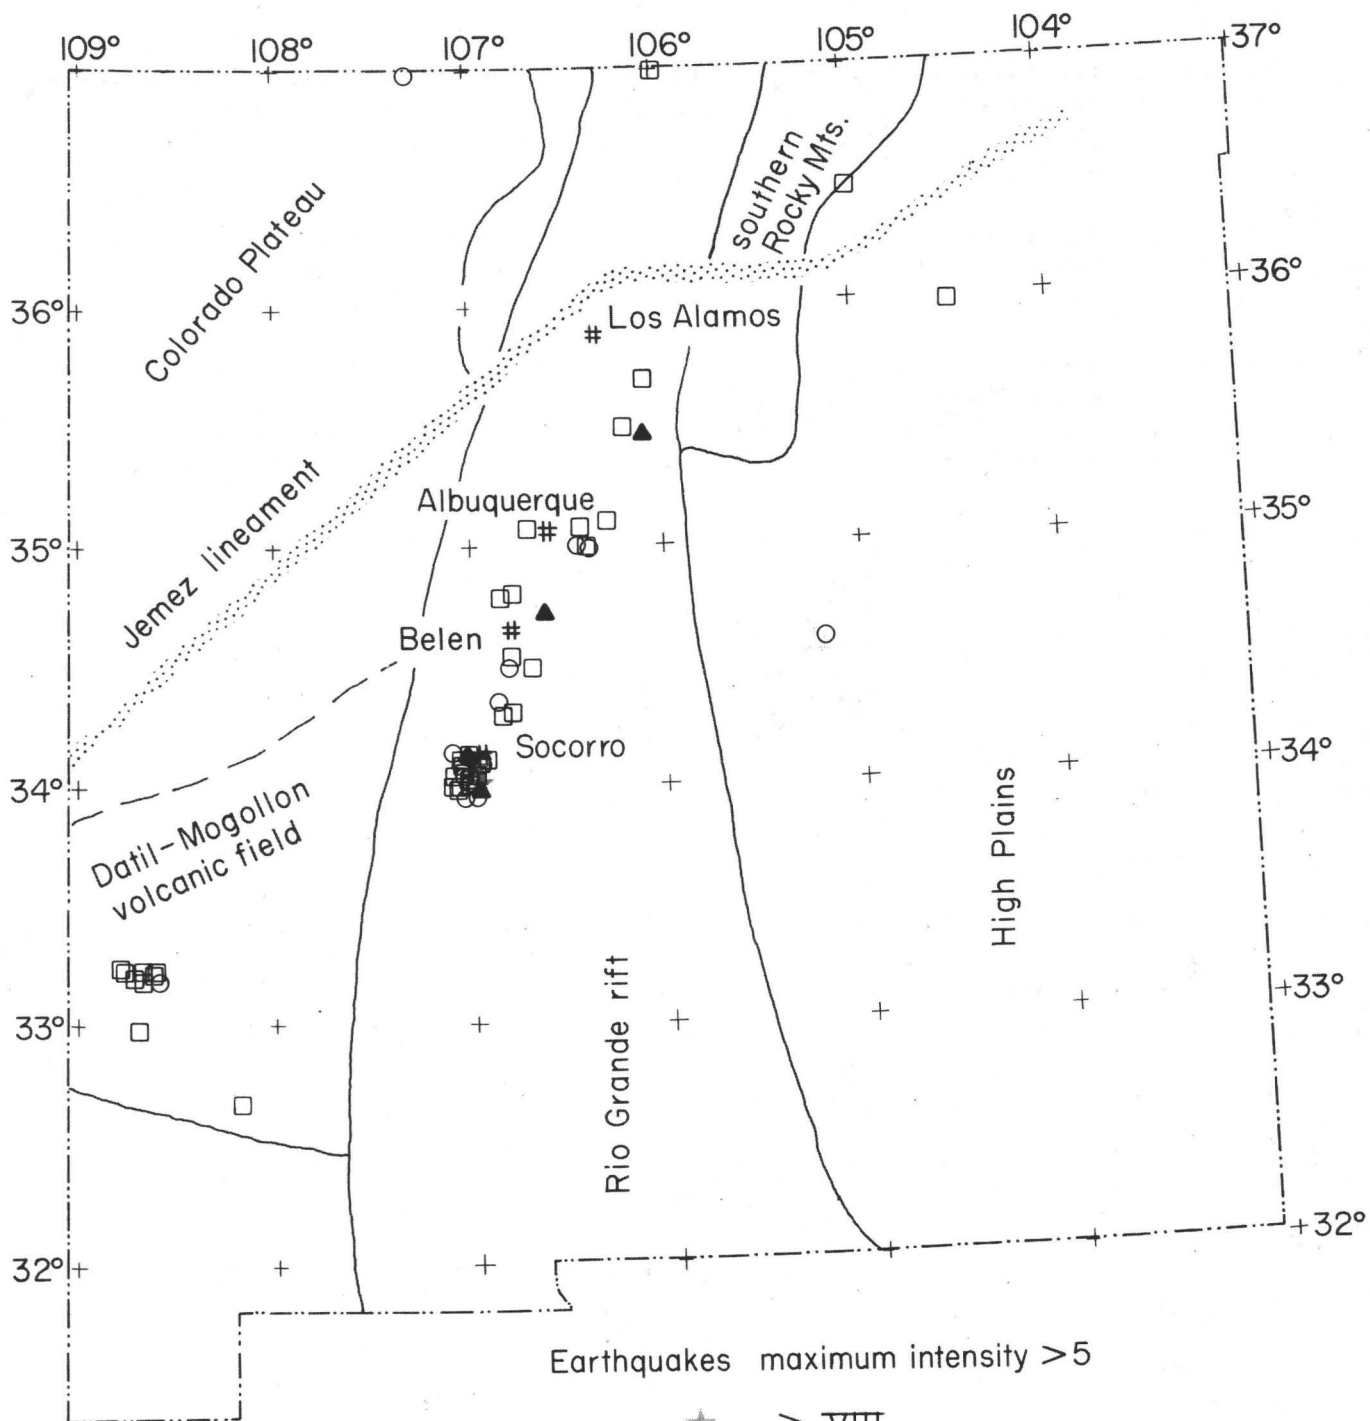 109° 108° 107° 106° 105° 104° 37°
southern
Rocky Mts.
Colorado Plateau
36°
36°
Los Alamos
Jemez lineament
Albuquerque
35°
35°
Belen
Socorro
34°
34°
Datil-Mogollon
volcanic field
High Plains
Rio Grande rift
33°
33°
32°
32°
Earthquakes maximum intensity >5